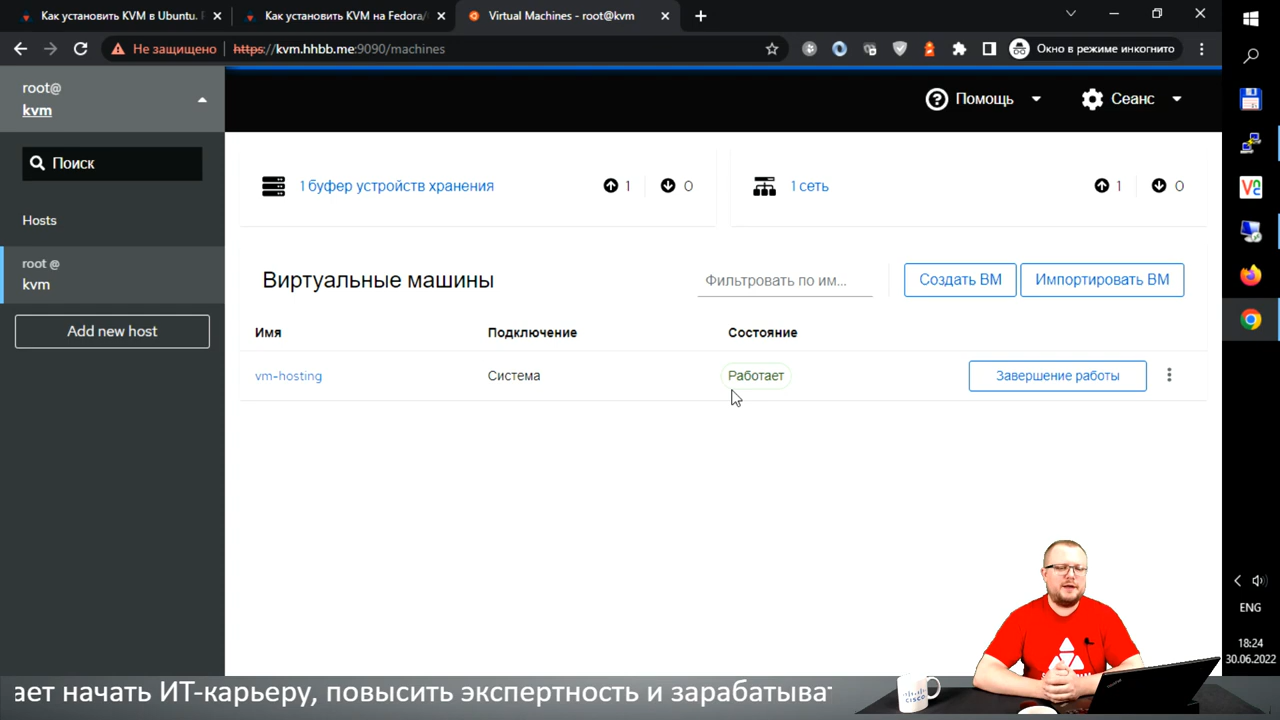 Как установить KVM в Ubuntu.
Как установить KVM на Fedora/
Virtual Machines - root@kvm
Не защищено
https://kvm.hhbb.me:9090/machines
Окно в режиме инкогнито
root@
kvm
Помощь
Сеанс
Поиск
Hosts
root @
kvm
Add new host
1 буфер устройств хранения
1
0
1 сеть
1
0
Виртуальные машины
Фильтровать по им...
Создать ВМ
Импортировать ВМ
Имя
Подключение
Состояние
vm-hosting
Система
Работает
Завершение работы
ENG
18:24
30.06.2022
CISCO
ает начать ИТ-карьеру, повысить экспертность и зарабатыват